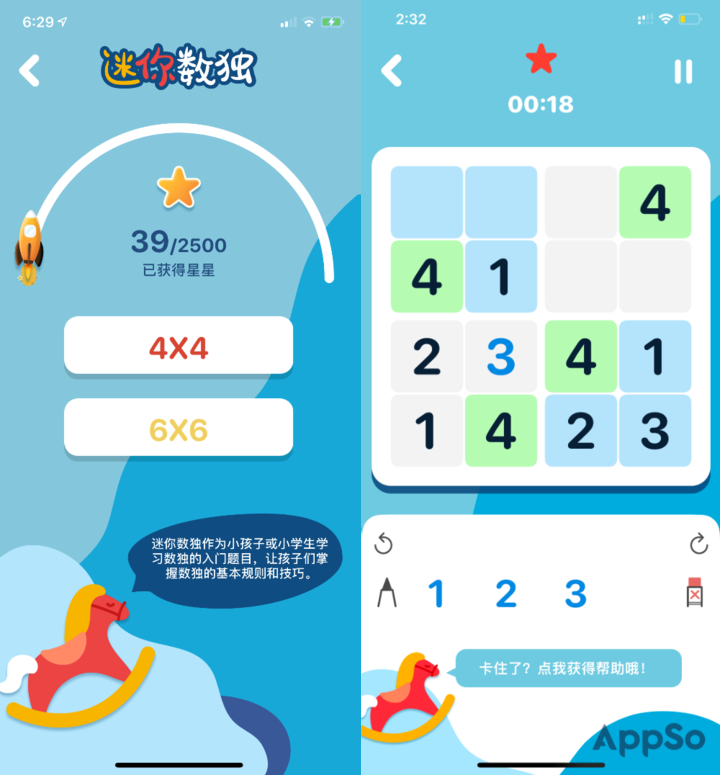 6:29
迷你数独
39/2500
已获得星星
4X4
6X6
迷你数独作为小孩子或小学生学
习数独的入门题目，让孩子们掌
握数独的基本规则和技巧。
2:32
00:18
4
4 1
2 3 4 1
1 4 2 3
1 2 3
卡住了？点我获得帮助哦！
AppSo